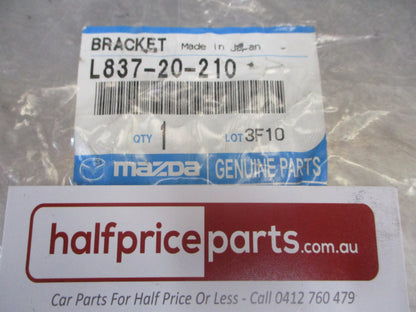 BRACKET Made in Japan
L837-20-210
QTY 1 LOT 3F10
mazda GENUINE PARTS
halfpriceparts.com.au
Car Parts For Half Price Or Less - Call 0412 760 479